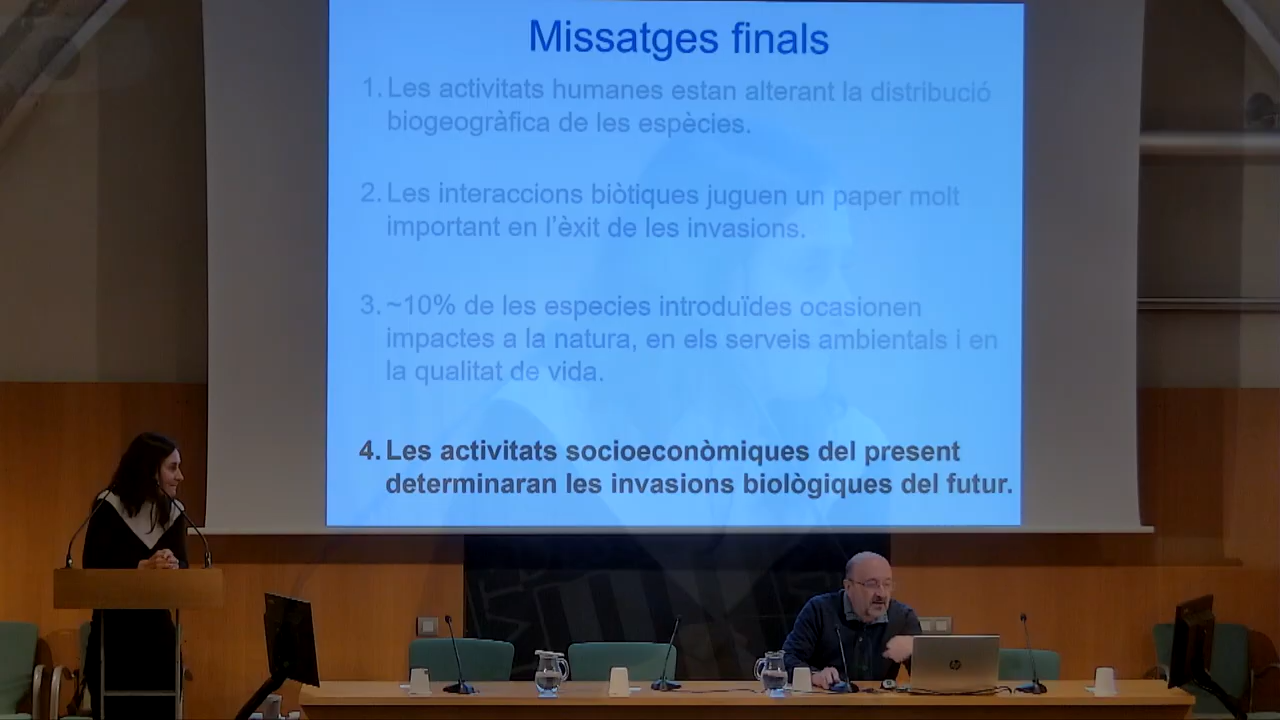 Missatges finals
1. Les activitats humanes estan alterant la distribució
biogeogràfica de les espècies.
2. Les interaccions biòtiques juguen un paper molt
important en l'èxit de les invasions.
3. ~10% de les especies introduïdes ocasionen
impactes a la natura, en els serveis ambientals i en
la qualitat de vida.
4. Les activitats socioeconòmiques del present
determinaran les invasions biològiques del futur.
hp